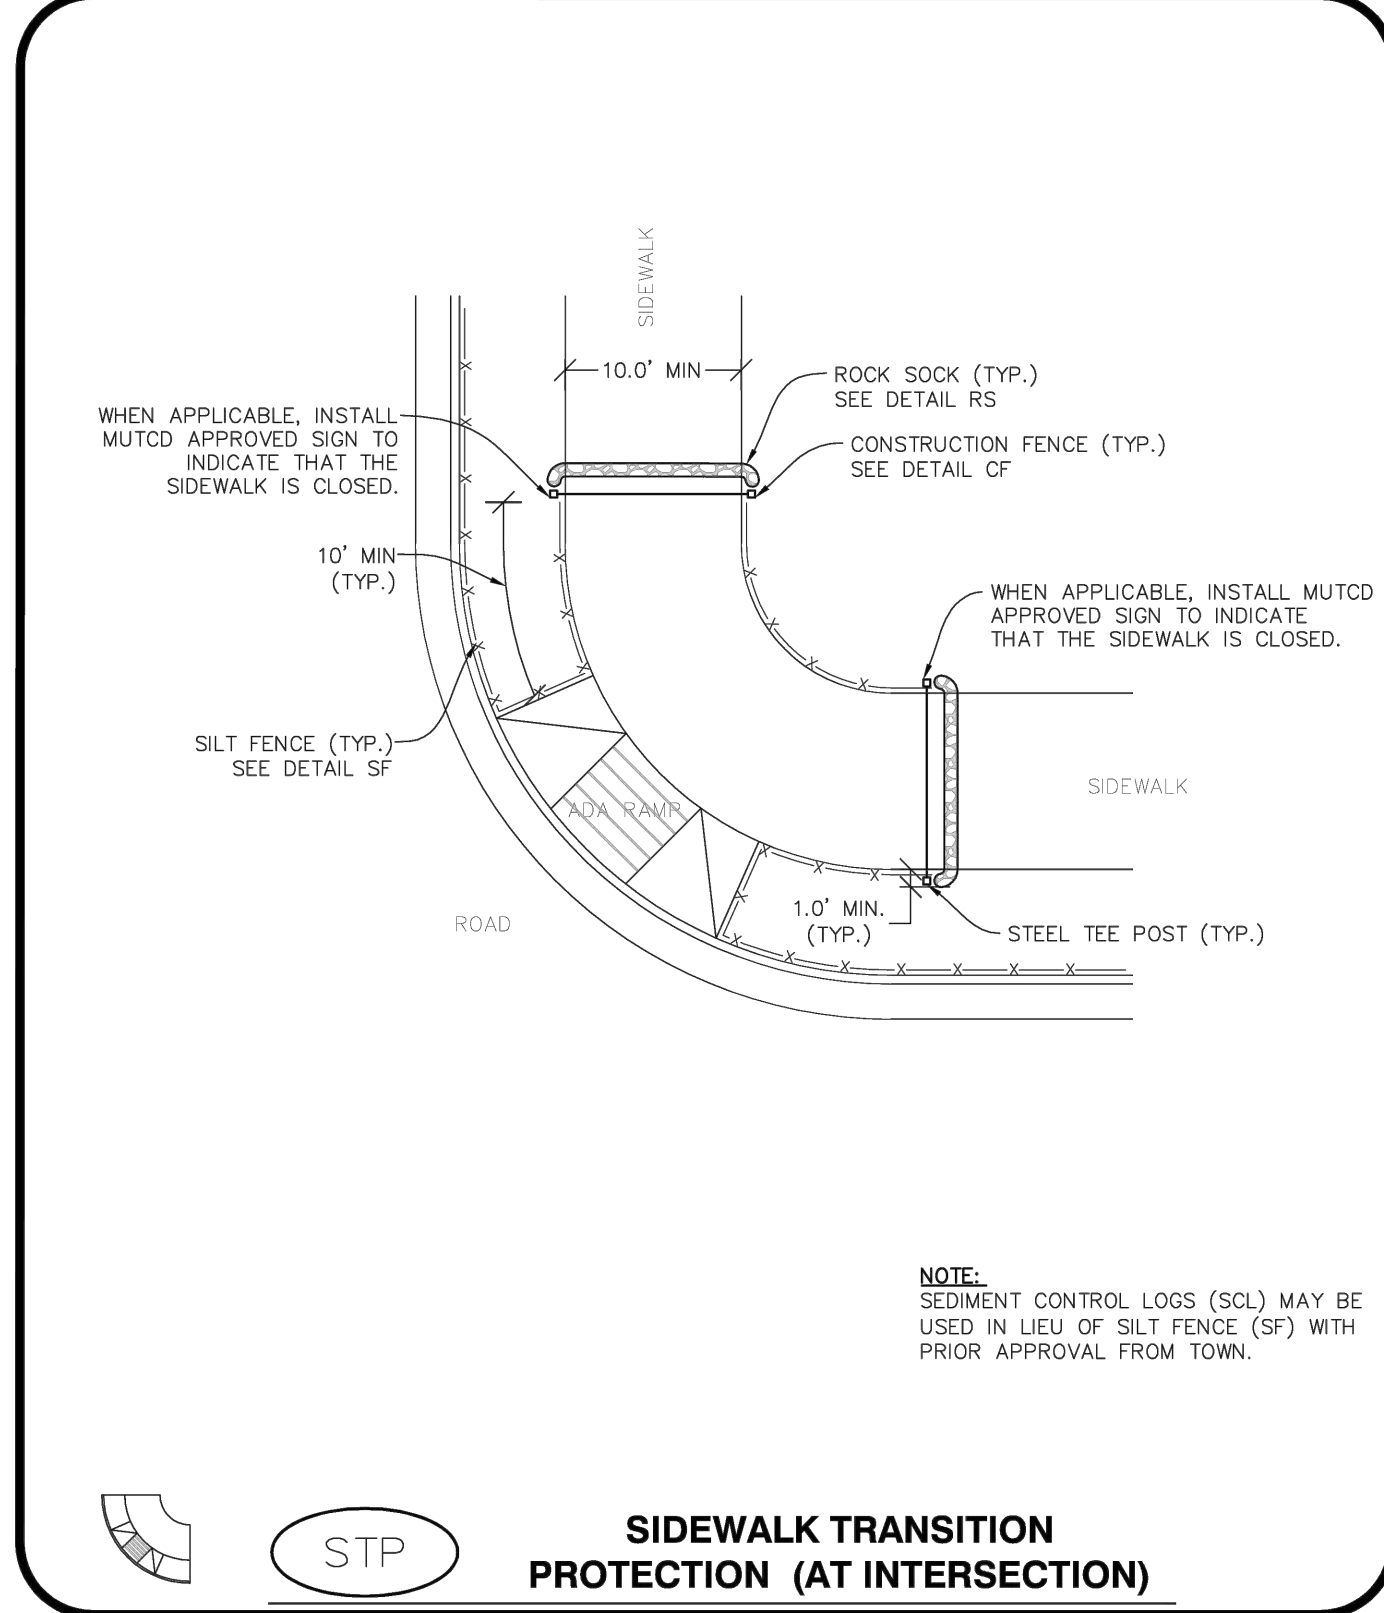 SIDEWALK
10.0' MIN
ROCK SOCK (TYP.)
SEE DETAIL RS
WHEN APPLICABLE, INSTALL
MUTCD APPROVED SIGN TO
INDICATE THAT THE
SIDEWALK IS CLOSED.
CONSTRUCTION FENCE (TYP.)
SEE DETAIL CF
10' MIN
(TYP.)
WHEN APPLICABLE, INSTALL MUTCD
APPROVED SIGN TO INDICATE
THAT THE SIDEWALK IS CLOSED.
SILT FENCE (TYP.)
SEE DETAIL SF
SIDEWALK
ADA RAMP
ROAD
1.0' MIN.
(TYP.)
STEEL TEE POST (TYP.)
NOTE:
SEDIMENT CONTROL LOGS (SCL) MAY BE
USED IN LIEU OF SILT FENCE (SF) WITH
PRIOR APPROVAL FROM TOWN.
STP
SIDEWALK TRANSITION
PROTECTION (AT INTERSECTION)